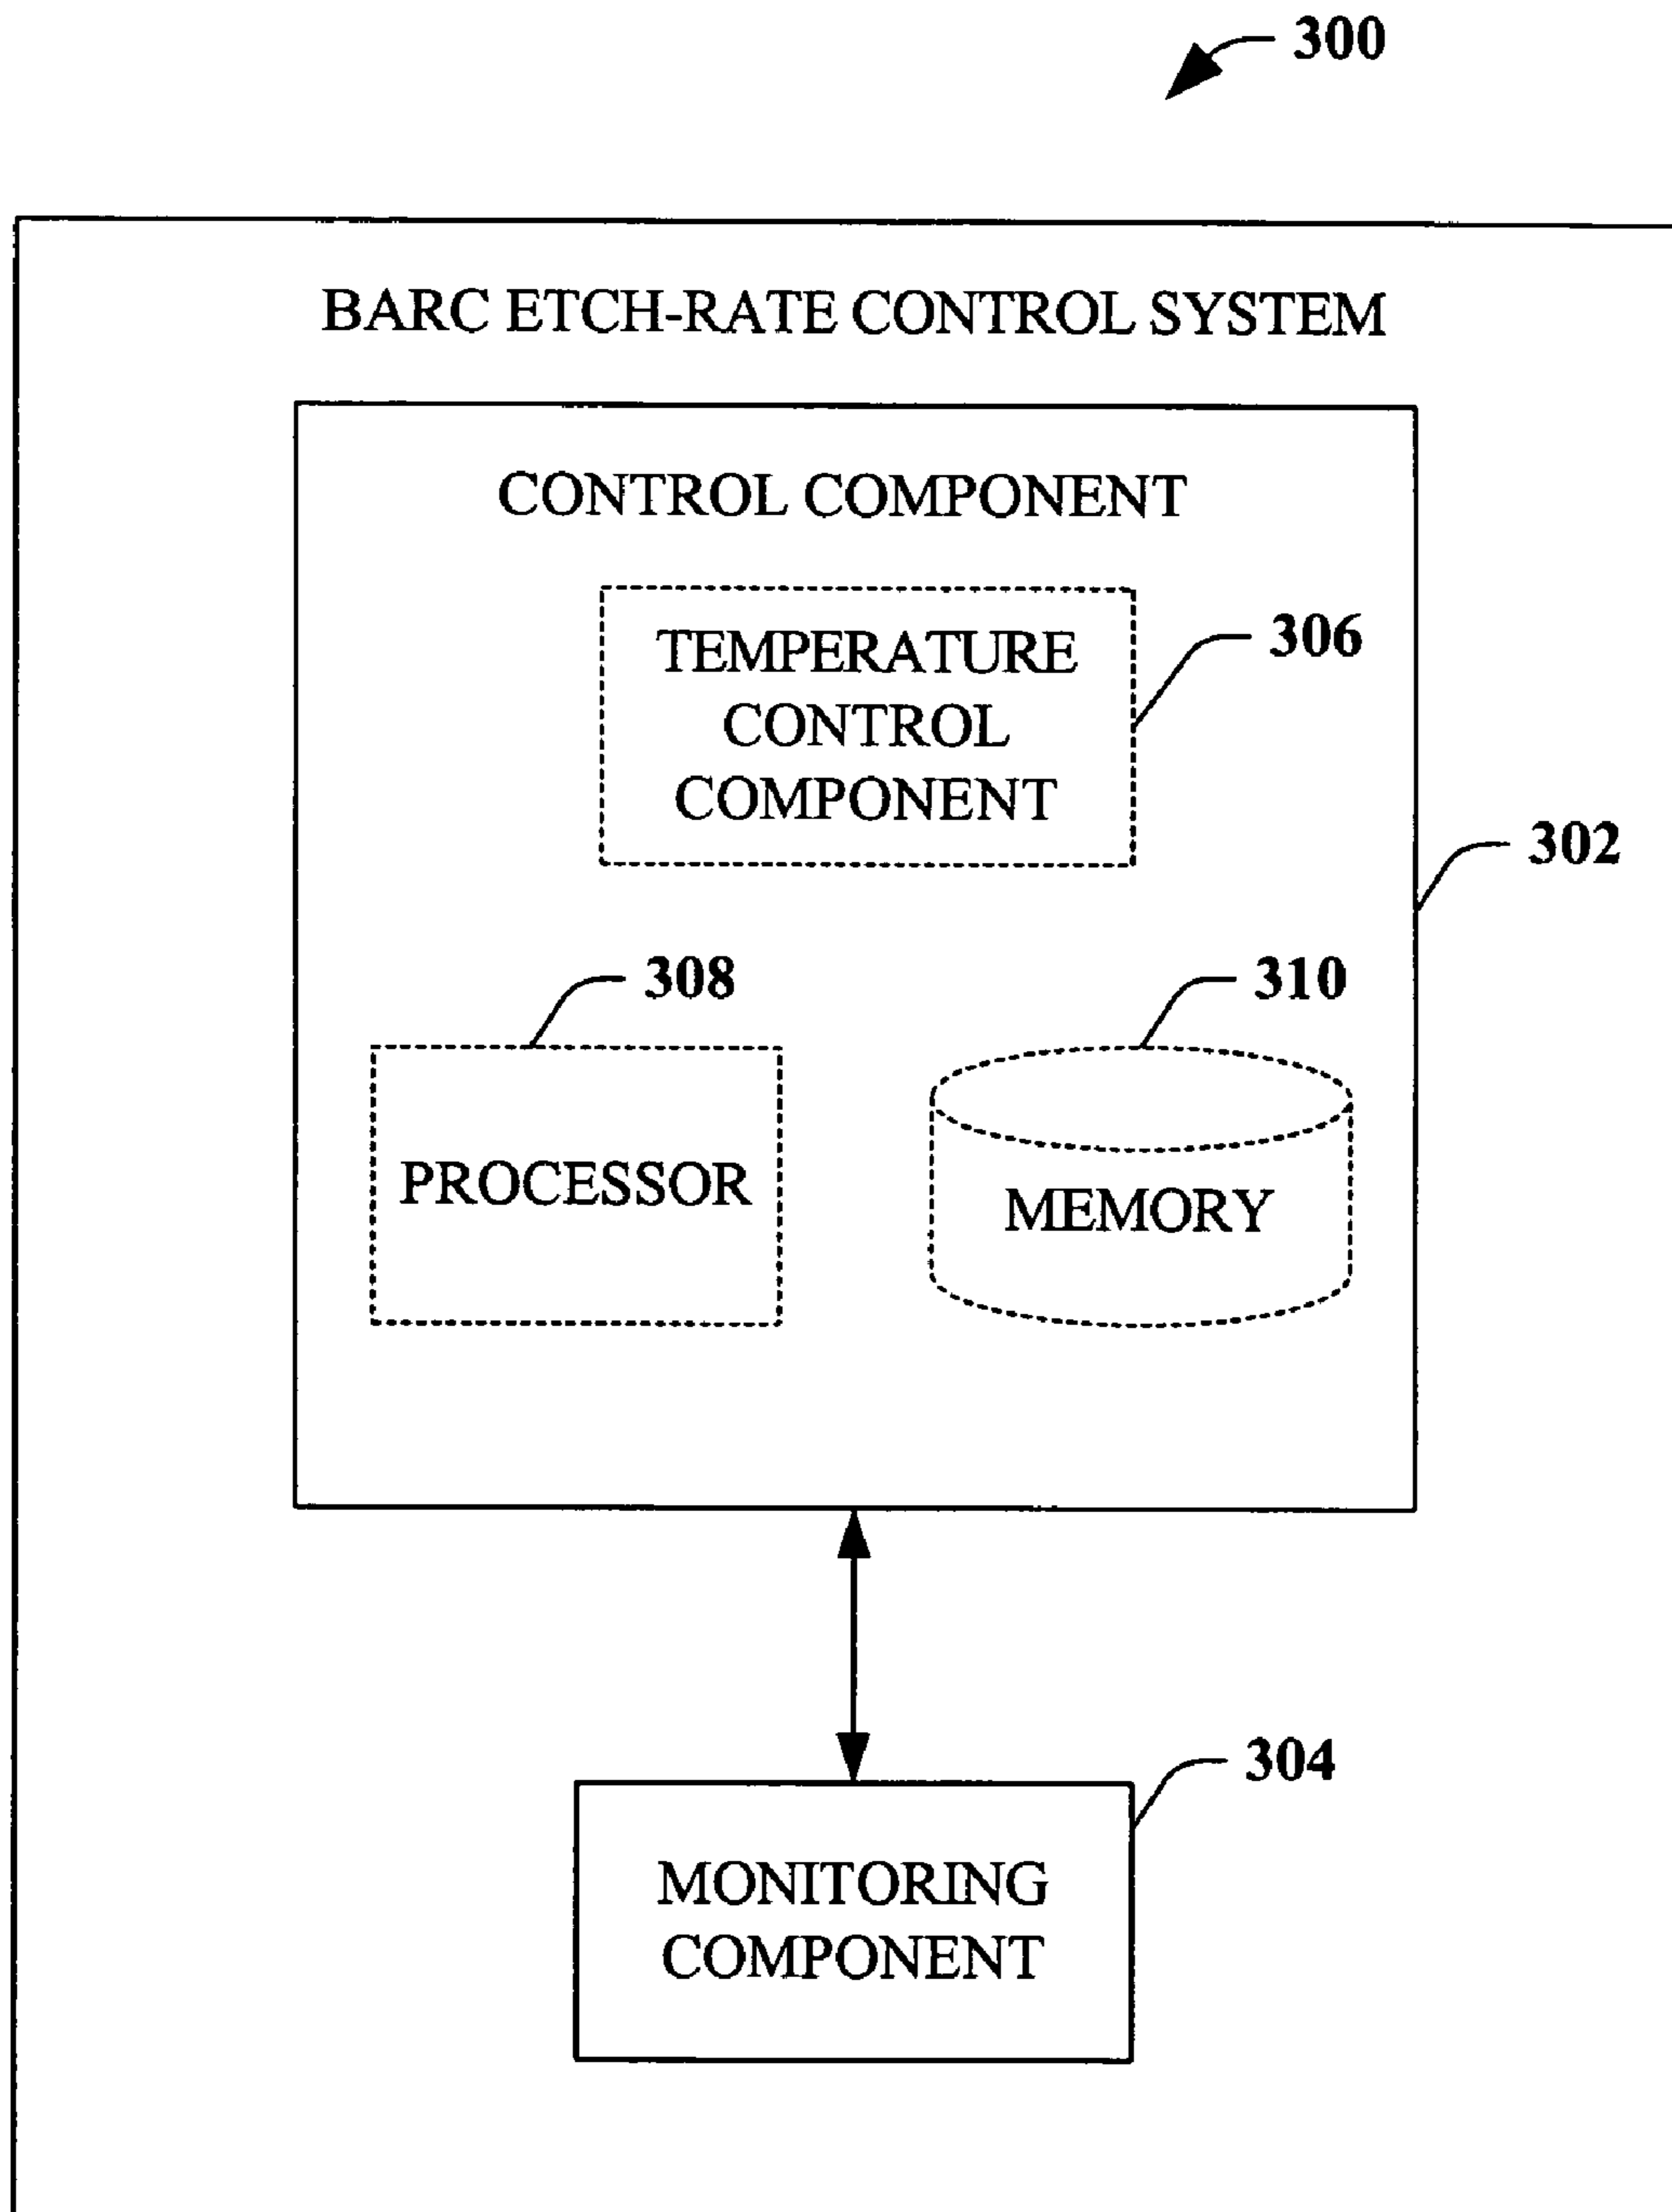 300
BARC ETCH-RATE CONTROL SYSTEM
CONTROL COMPONENT
TEMPERATURE
CONTROL
COMPONENT
306
302
308
310
PROCESSOR
MEMORY
304
MONITORING
COMPONENT